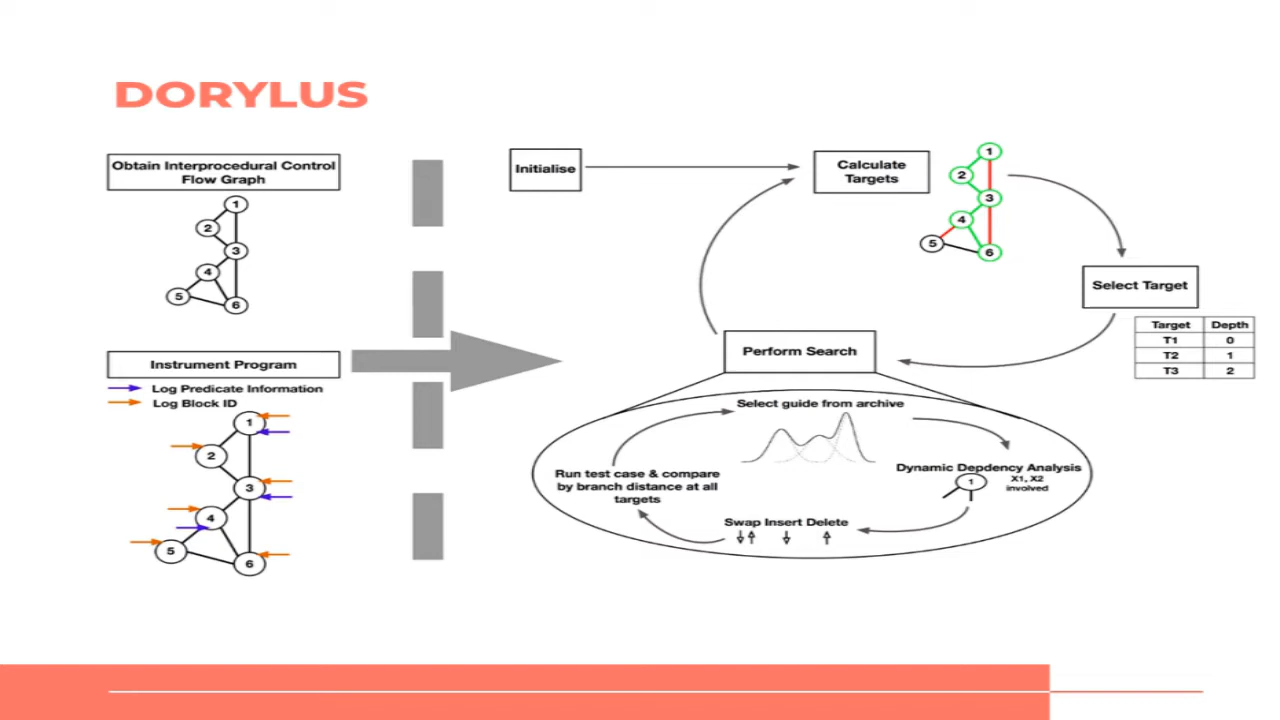 DORYLUS
Obtain Interprocedural Control
Flow Graph
1
2
3
4
5
6
Instrument Program
Log Predicate Information
Log Block ID
1
2
3
4
5
6
Initialise
Calculate
Targets
1
2
3
4
5
6
Select Target
Target Depth
T1 0
T2 1
T3 2
Perform Search
Select guide from archive
Dynamic Depdency Analysis
1
X1, X2
involved
Swap Insert Delete
Run test case & compare
by branch distance at all
targets